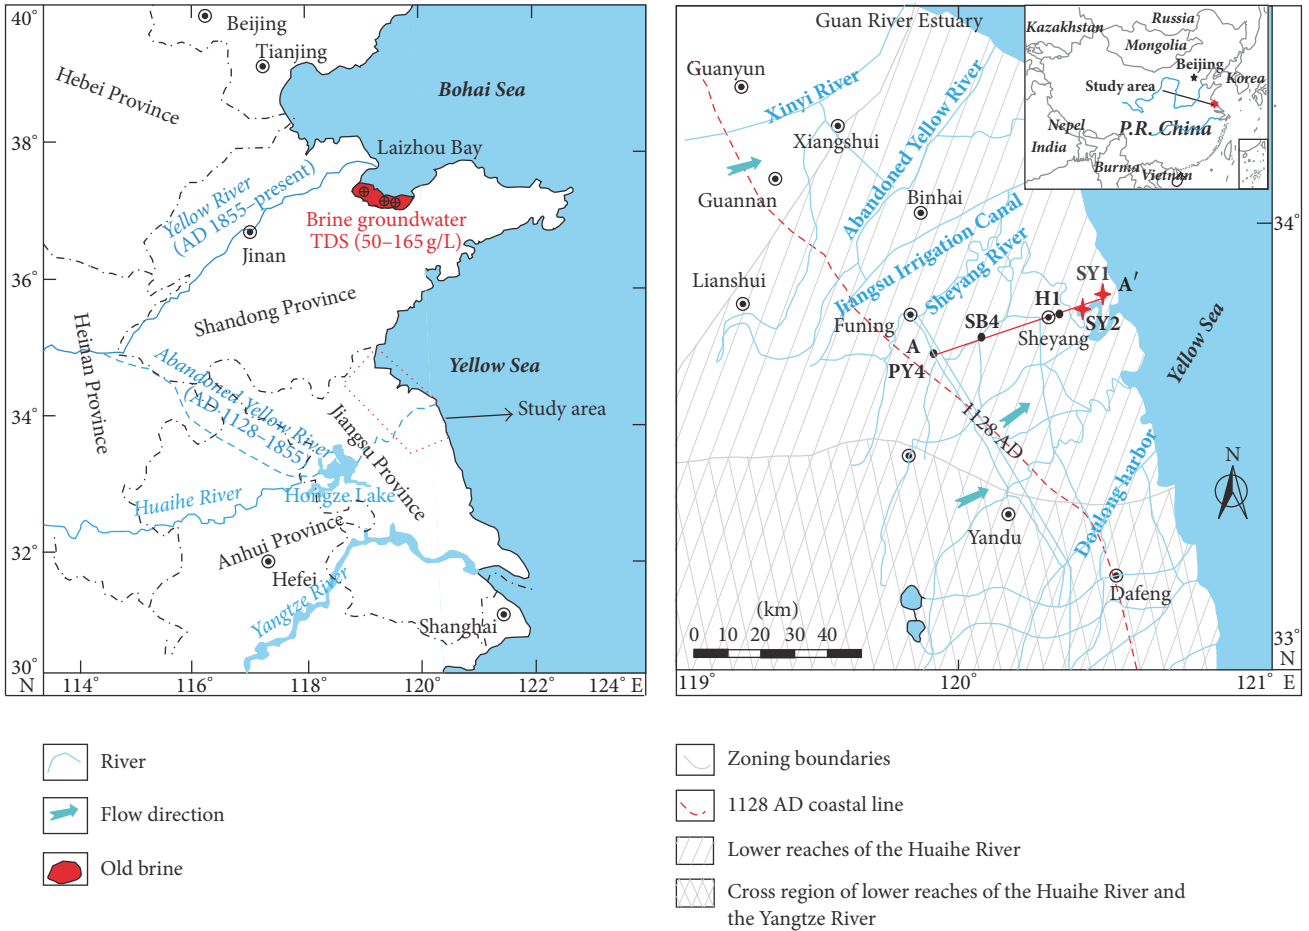 40°
38°
36°
34°
32°
30°
N
114°
116°
118°
120°
122°
124° E
Beijing
Tianjing
Hebei Province
Bohai Sea
Laizhou Bay
Yellow River
(AD 1855–present)
Brine groundwater
TDS (50–165 g/L)
Jinan
Shandong Province
Heinan Province
Abandoned Yellow River
(AD 1128–1855)
Yellow Sea
Study area
Jiangsu Province
Huaihe River
Hongze Lake
Anhui Province
Hefei
Yangtze River
Shanghai
Guan River Estuary
Guanyun
Xinyi River
Xiangshui
Abandoned Yellow River
Guannan
Binhai
Jiangsu Irrigation Canal
Sheyang River
Lianshui
Funing
SB4
H1
SY1
A′
SY2
Sheyang
A
PY4
1128 AD
Yellow Sea
Doulong harbor
Yandu
Dafeng
N
(km)
0 10 20 30 40
34°
33°
N
119°
120°
121°
E
Kazakhstan
Russia
Mongolia
Beijing
Korea
Study area
P.R. China
Nepel
India
Burma
Vietnan
River
Flow direction
Old brine
Zoning boundaries
1128 AD coastal line
Lower reaches of the Huaihe River
Cross region of lower reaches of the Huaihe River and
the Yangtze River